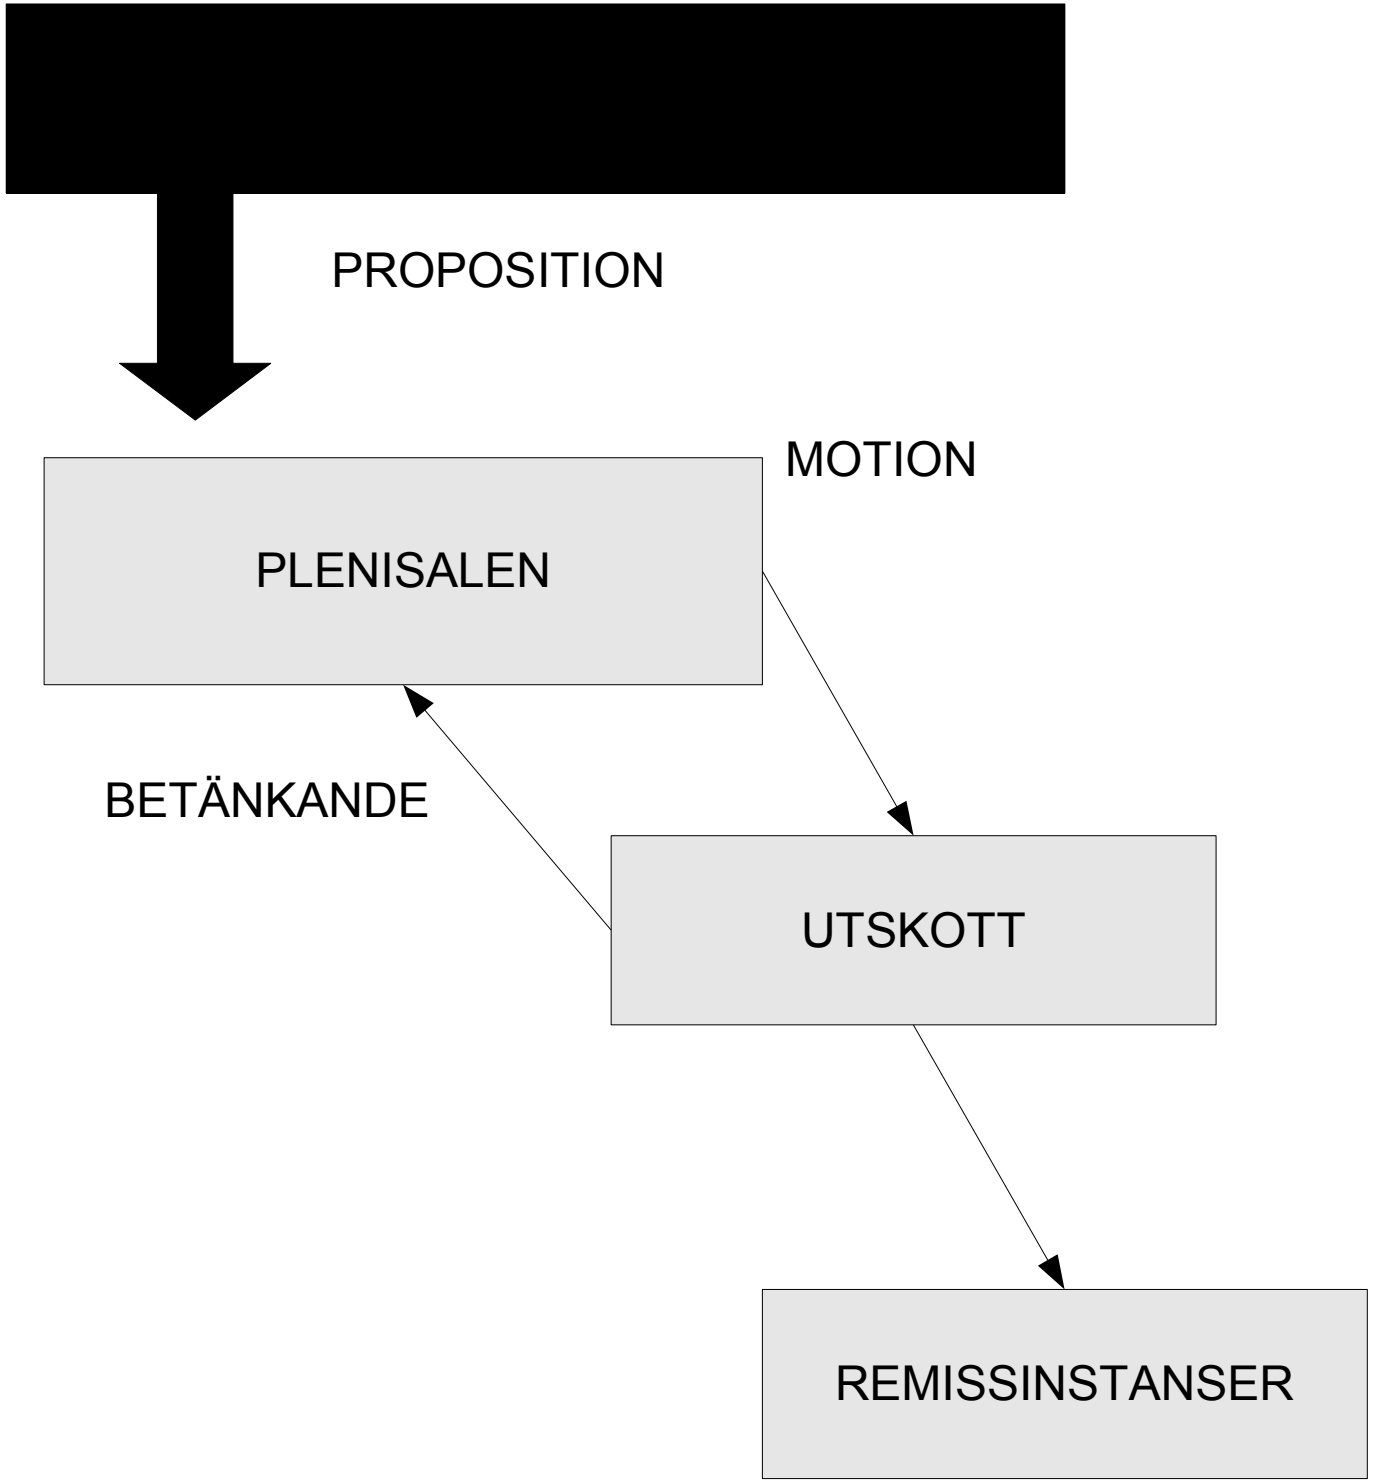 PROPOSITION
MOTION
PLENISALEN
BETÄNKANDE
UTSKOTT
REMISSINSTANSER